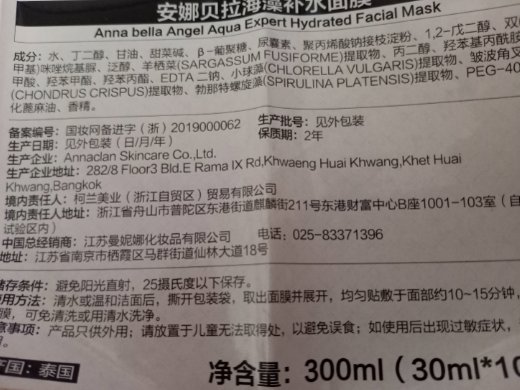 安娜贝拉海藻补水面膜
Anna bella Angel Aqua Expert Hydrated Facial Mask
成分：水、丁二醇、甘油、甜菜碱、β-葡聚糖、尿囊素、聚丙烯酸钠接枝淀粉、1,2-戊二醇、双
甲基)咪唑烷基脲、泛醇、羊栖菜(SARGASSUM FUSIFORME)提取物、丙二醇、羟苯基丙酰胺
甲酸、羟苯甲酯、羟苯丙酯、EDTA 二钠、小球藻(CHLORELLA VULGARIS)提取物、皱波角叉
(CHONDRUS CRISPUS)提取物、钝顶螺旋藻(SPIRULINA PLATENSIS)提取物、PEG-40
化蓖麻油、香精。
备案编号：国妆网备进字（浙）2019000062
生产批号：见外包装
生产日期：见外包装（日/月/年）
保质期：2年
生产企业：Annaclan Skincare Co.,Ltd.
生产企业地址：282/8 Floor3 Bld.E Rama IX Rd,Khwaeng Huai Khwang,Khet Huai
Khwang,Bangkok
境内责任人：柯兰美业（浙江自贸区）贸易有限公司
境内责任人地址：浙江省舟山市普陀区东港街道麒麟街211号东港财富中心B座1001-103室（自
试验区内）
中国总经销商：江苏曼妮娜化妆品有限公司
电话：025-83371396
地址：江苏省南京市栖霞区马群街道仙林大道18号
储存条件：避免阳光直射，25摄氏度以下保存。
使用方法：清水或温和洁面后，撕开包装袋，取出面膜并展开，均匀贴敷于面部约10~15分钟，
膜，可免清洗或用清水洗净。
意事项：产品只供外用；请放置于儿童无法取得处，以避免误食；如使用后出现过敏症状，
用。
产国：泰国
净含量：300ml（30ml*10